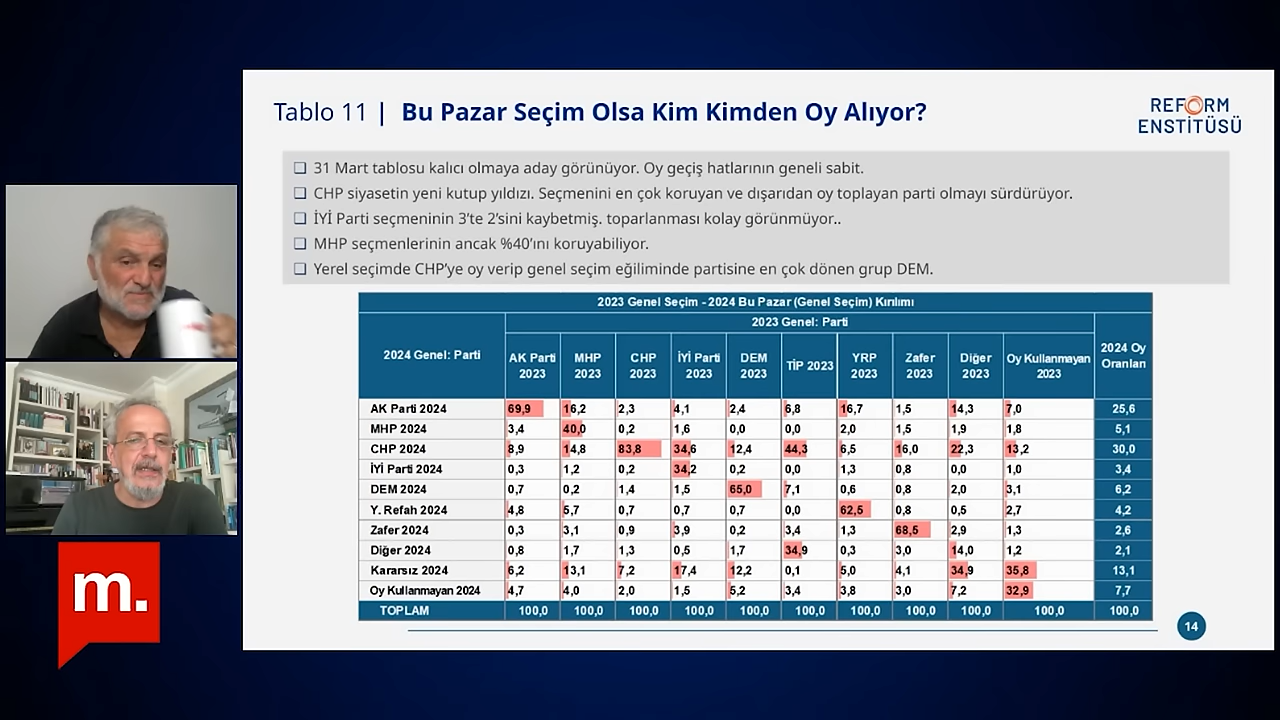 Tablo 11 | Bu Pazar Seçim Olsa Kim Kimden Oy Alıyor?
REFORM
ENSTİTÜSÜ
❑ 31 Mart tablosu kalıcı olmaya aday görünüyor. Oy geçiş hatlarının geneli sabit.
❑ CHP siyasetin yeni kutup yıldızı. Seçmenini en çok koruyan ve dışarıdan oy toplayan parti olmayı sürdürüyor.
❑ İYİ Parti seçmeninin 3’te 2’sini kaybetmiş. toparlanması kolay görünmüyor..
❑ MHP seçmenlerinin ancak %40’ını koruyabiliyor.
❑ Yerel seçimde CHP’ye oy verip genel seçim eğiliminde partisine en çok dönen grup DEM.
2023 Genel Seçim - 2024 Bu Pazar (Genel Seçim) Kırılımı
2024 Genel: Parti
2023 Genel: Parti
2024 Oy Oranları
AK Parti 2023 MHP 2023 CHP 2023 İYİ Parti 2023 DEM 2023 TİP 2023 YRP 2023 Zafer 2023 Diğer 2023 Oy Kullanmayan 2023
AK Parti 2024 69,9 16,2 2,3 4,1 2,4 6,8 16,7 1,5 14,3 7,0 25,6
MHP 2024 3,4 40,0 0,2 1,6 0,0 0,0 2,0 1,5 1,9 1,8 5,1
CHP 2024 8,9 14,8 83,8 34,6 12,4 44,3 6,5 16,0 22,3 13,2 30,0
İYİ Parti 2024 0,3 1,2 0,2 34,2 0,2 0,0 1,3 0,8 0,0 1,0 3,4
DEM 2024 0,7 0,2 1,4 1,5 65,0 7,1 0,6 0,8 2,0 3,1 6,2
Y. Refah 2024 4,8 5,7 0,7 0,7 0,7 0,0 62,5 0,8 0,5 2,7 4,2
Zafer 2024 0,3 3,1 0,9 3,9 0,2 3,4 1,3 68,5 2,9 1,3 2,6
Diğer 2024 0,8 1,7 1,3 0,5 1,7 34,9 0,3 3,0 14,0 1,2 2,1
Kararsız 2024 6,2 13,1 7,2 17,4 12,2 0,1 5,0 4,1 34,9 35,8 13,1
Oy Kullanmayan 2024 4,7 4,0 2,0 1,5 5,2 3,4 3,8 3,0 7,2 32,9 7,7
TOPLAM 100,0 100,0 100,0 100,0 100,0 100,0 100,0 100,0 100,0 100,0 100,0
14
m.